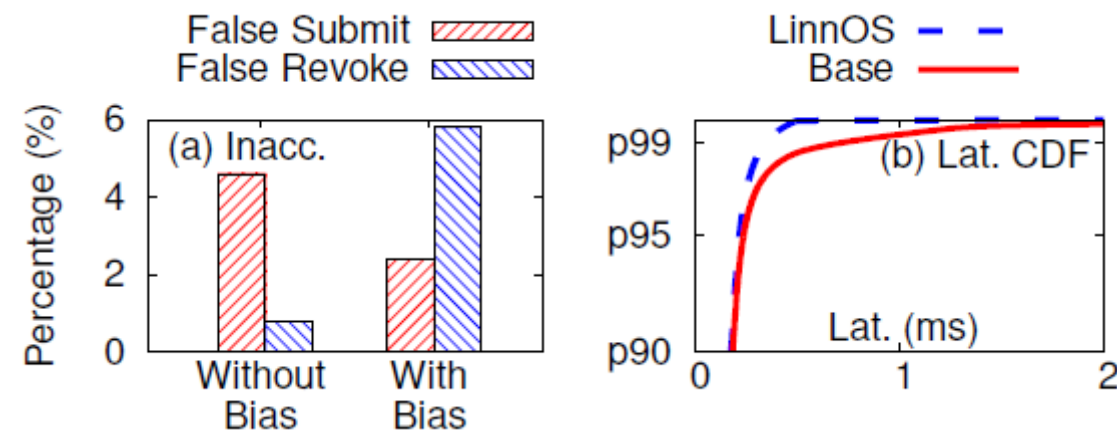 False Submit
False Revoke
Percentage (%)
6
4
2
0
(a) Inacc.
Without
Bias
With
Bias
LinnOS
Base
p99
p95
p90
(b) Lat. CDF
Lat. (ms)
0
1
2